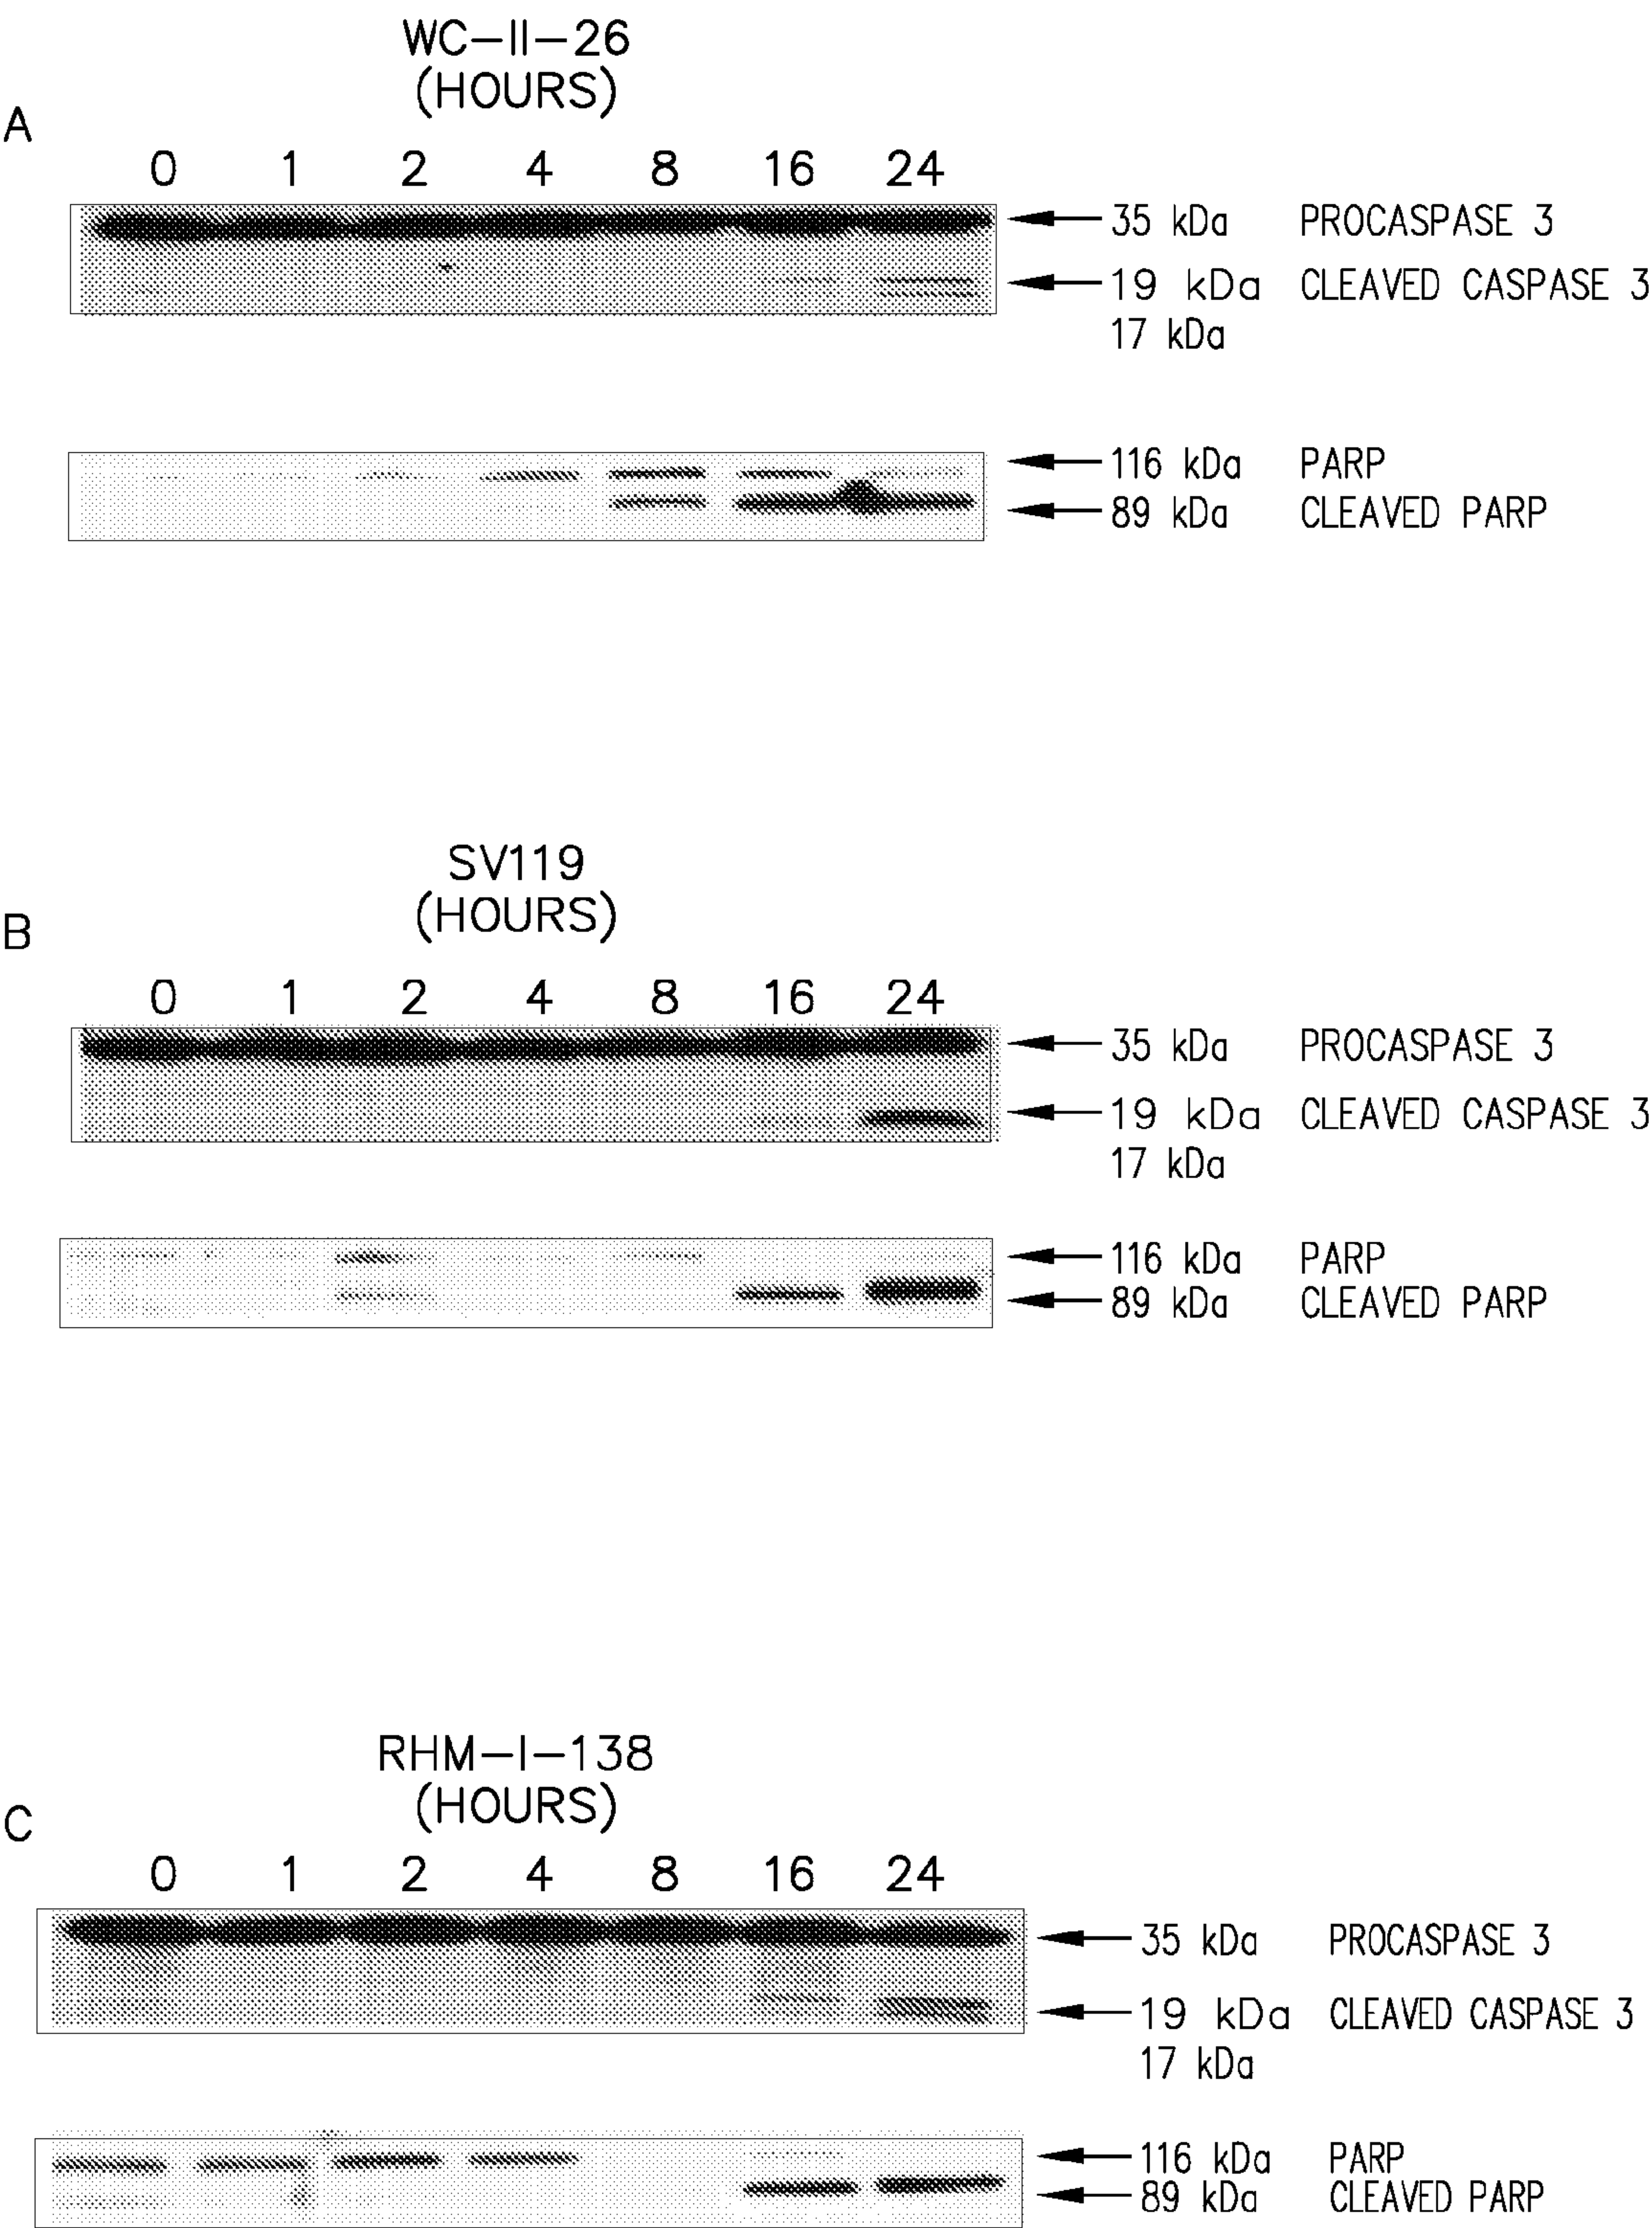 WC-II-26
(HOURS)
A
0 1 2 4 8 16 24
35 kDa PROCASPASE 3
19 kDa CLEAVED CASPASE 3
17 kDa
116 kDa PARP
89 kDa CLEAVED PARP
SV119
(HOURS)
B
0 1 2 4 8 16 24
35 kDa PROCASPASE 3
19 kDa CLEAVED CASPASE 3
17 kDa
116 kDa PARP
89 kDa CLEAVED PARP
RHM-I-138
(HOURS)
C
0 1 2 4 8 16 24
35 kDa PROCASPASE 3
19 kDa CLEAVED CASPASE 3
17 kDa
116 kDa PARP
89 kDa CLEAVED PARP